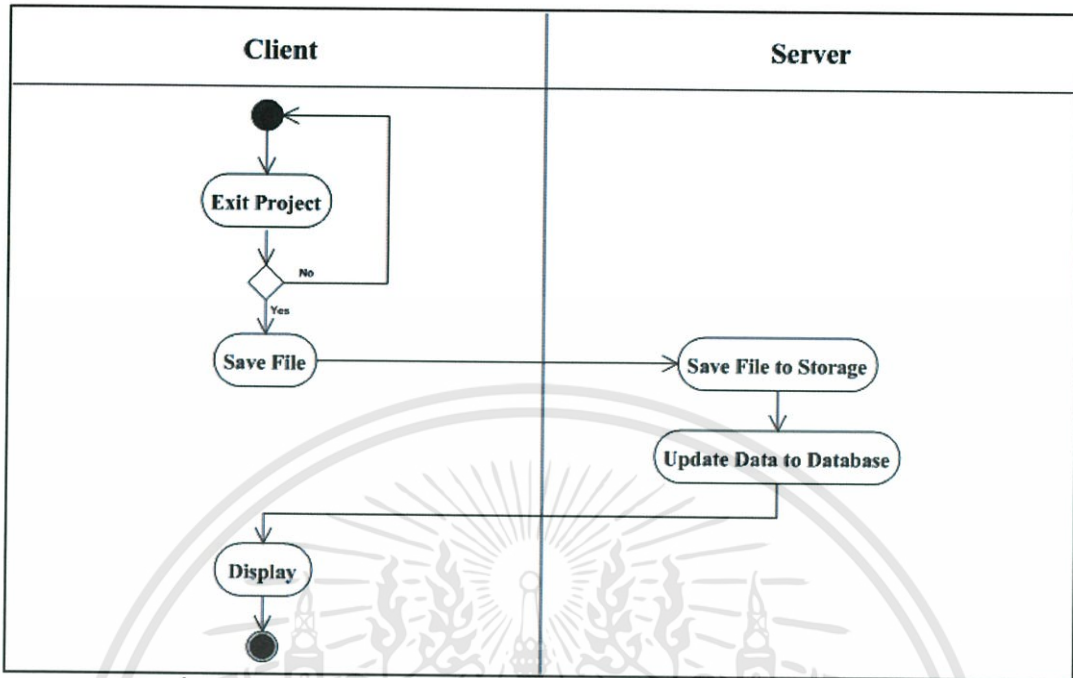 Client
Server
Exit Project
No
Yes
Save File
Save File to Storage
Update Data to Database
Display